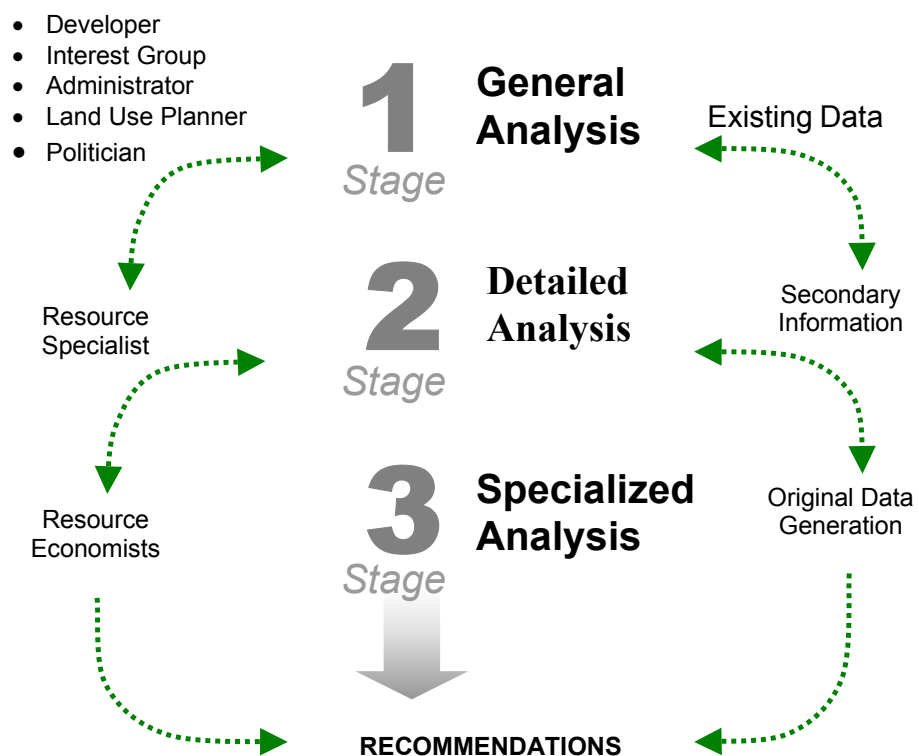 • Developer
• Interest Group
• Administrator
• Land Use Planner
• Politician
1
Stage
General
Analysis
Existing Data
2
Stage
Detailed
Analysis
Resource
Specialist
Secondary
Information
3
Stage
Specialized
Analysis
Resource
Economists
Original Data
Generation
RECOMMENDATIONS